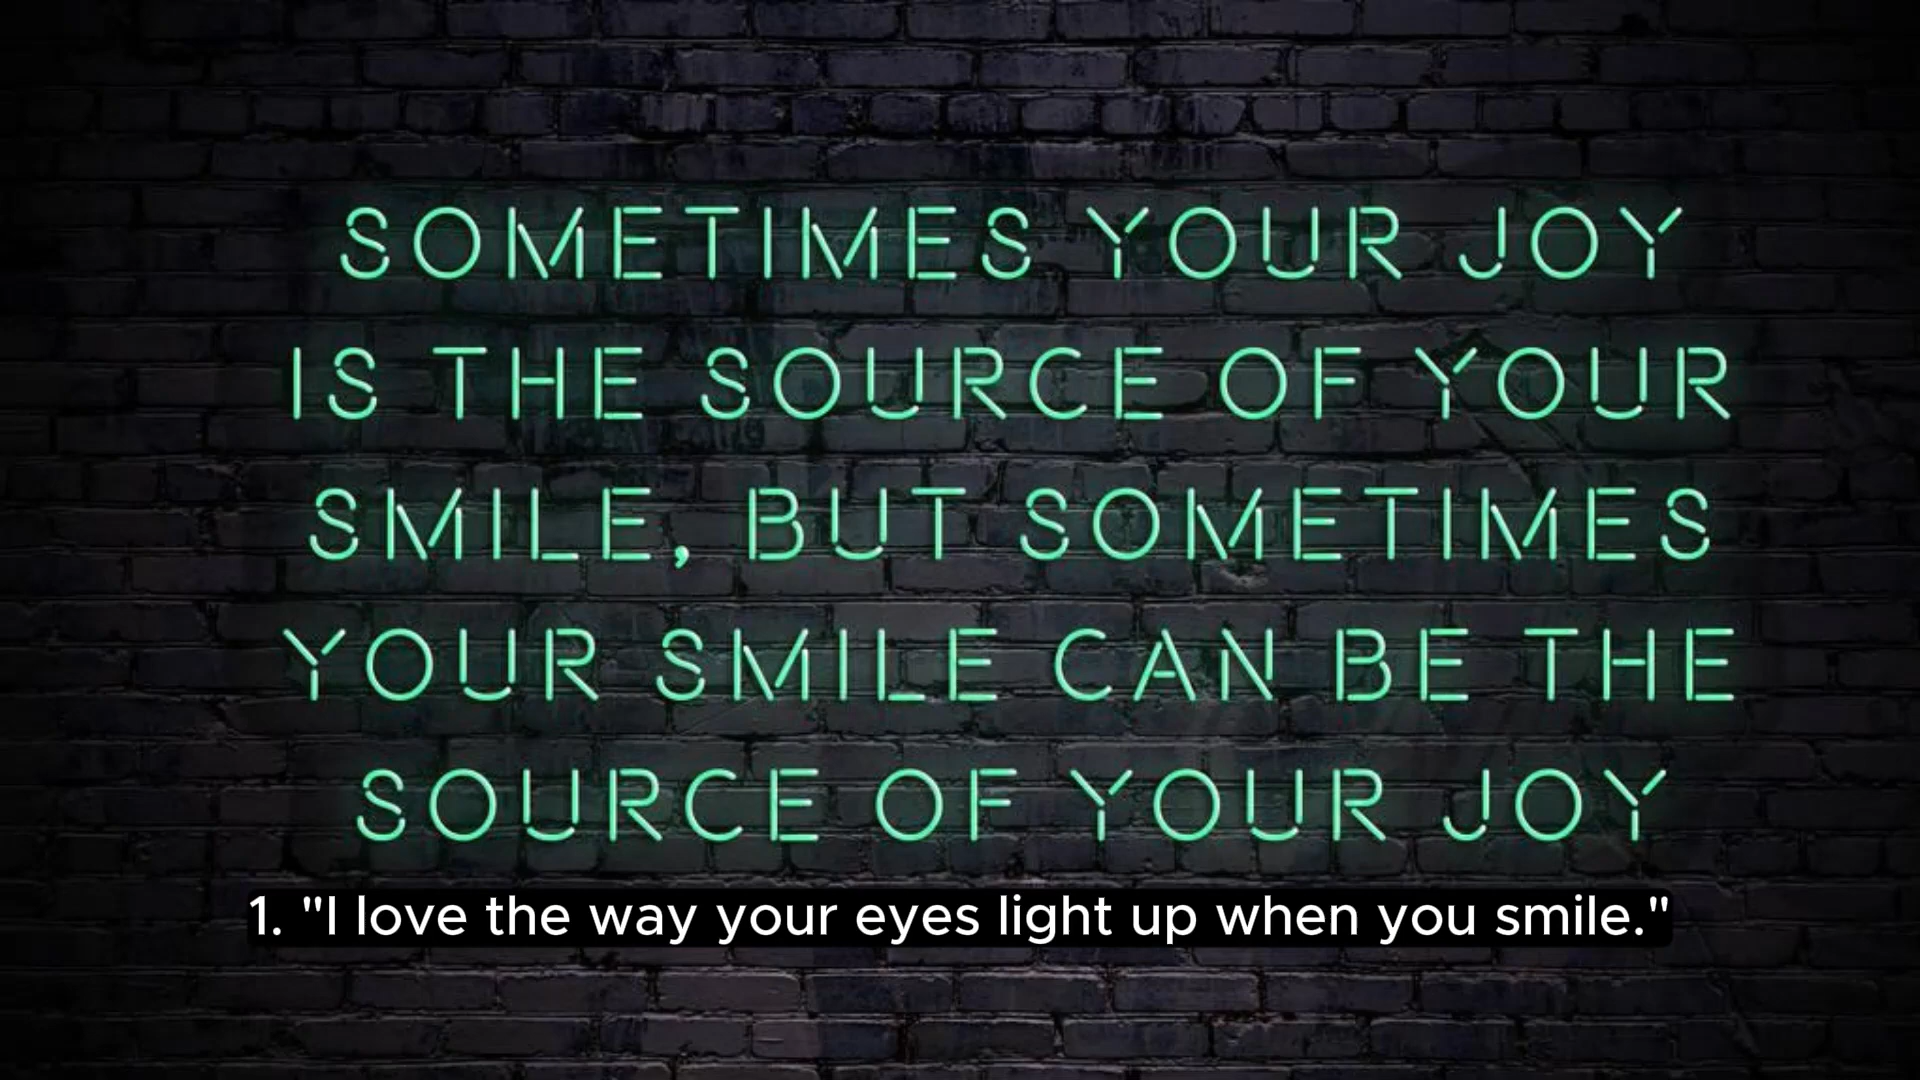 SOMETIMES YOUR JOY
IS THE SOURCE OF YOUR
SMILE, BUT SOMETIMES
YOUR SMILE CAN BE THE
SOURCE OF YOUR JOY
1. "I love the way your eyes light up when you smile."